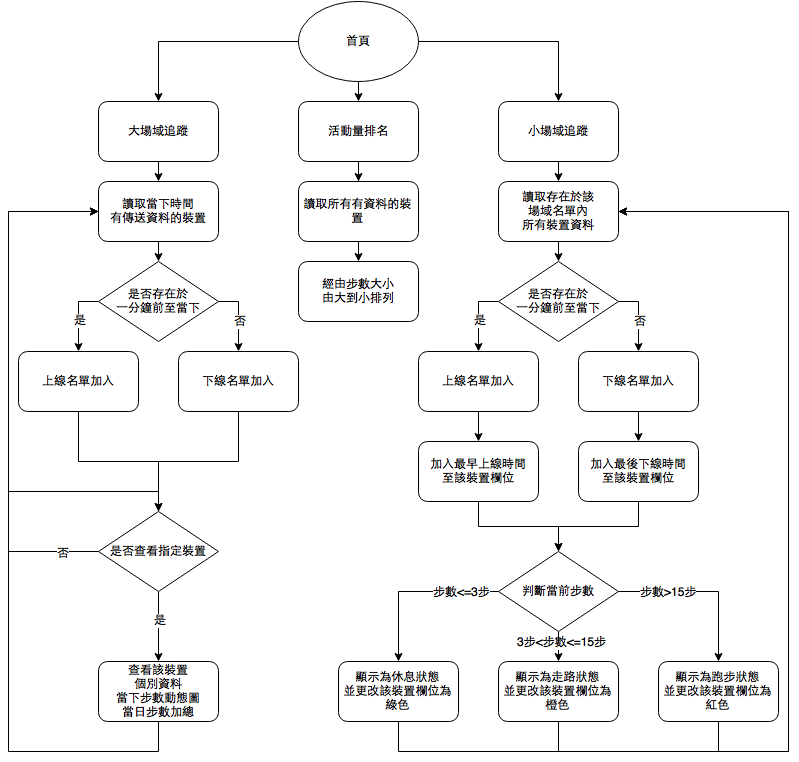 首頁
大場域追蹤
活動量排名
小場域追蹤
讀取當下時間
有傳送資料的裝置
讀取所有有資料的裝
置
讀取存在於該
場域名單內
所有裝置資料
是否存在於
一分鐘前至當下
經由步數大小
由大到小排列
是否存在於
一分鐘前至當下
是
否
是
否
上線名單加入
下線名單加入
上線名單加入
下線名單加入
加入最早上線時間
至該裝置欄位
加入最後下線時間
至該裝置欄位
是否查看指定裝置
否
是
判斷當前步數
步數<=3步
步數>15步
3步<步數<=15步
查看該裝置
個別資料
當下步數動態圖
當日步數加總
顯示為休息狀態
並更改該裝置欄位為
綠色
顯示為走路狀態
並更改該裝置欄位為
橙色
顯示為跑步狀態
並更改該裝置欄位為
紅色